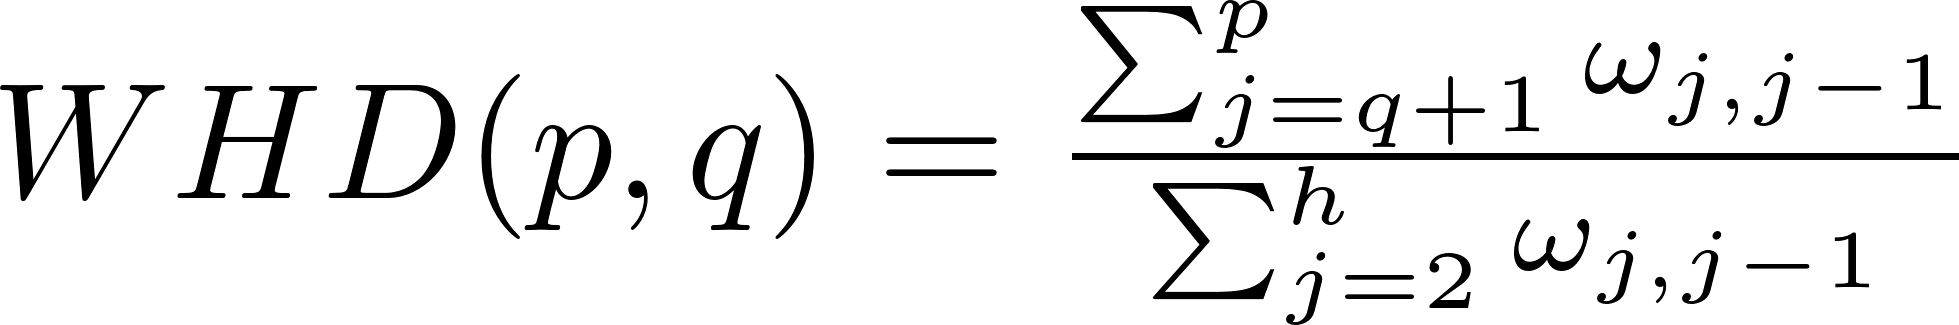 WHD(p, q) = \frac{\sum_{j=q+1}^{p} \omega_{j,j-1}}{\sum_{j=2}^{h} \omega_{j,j-1}}